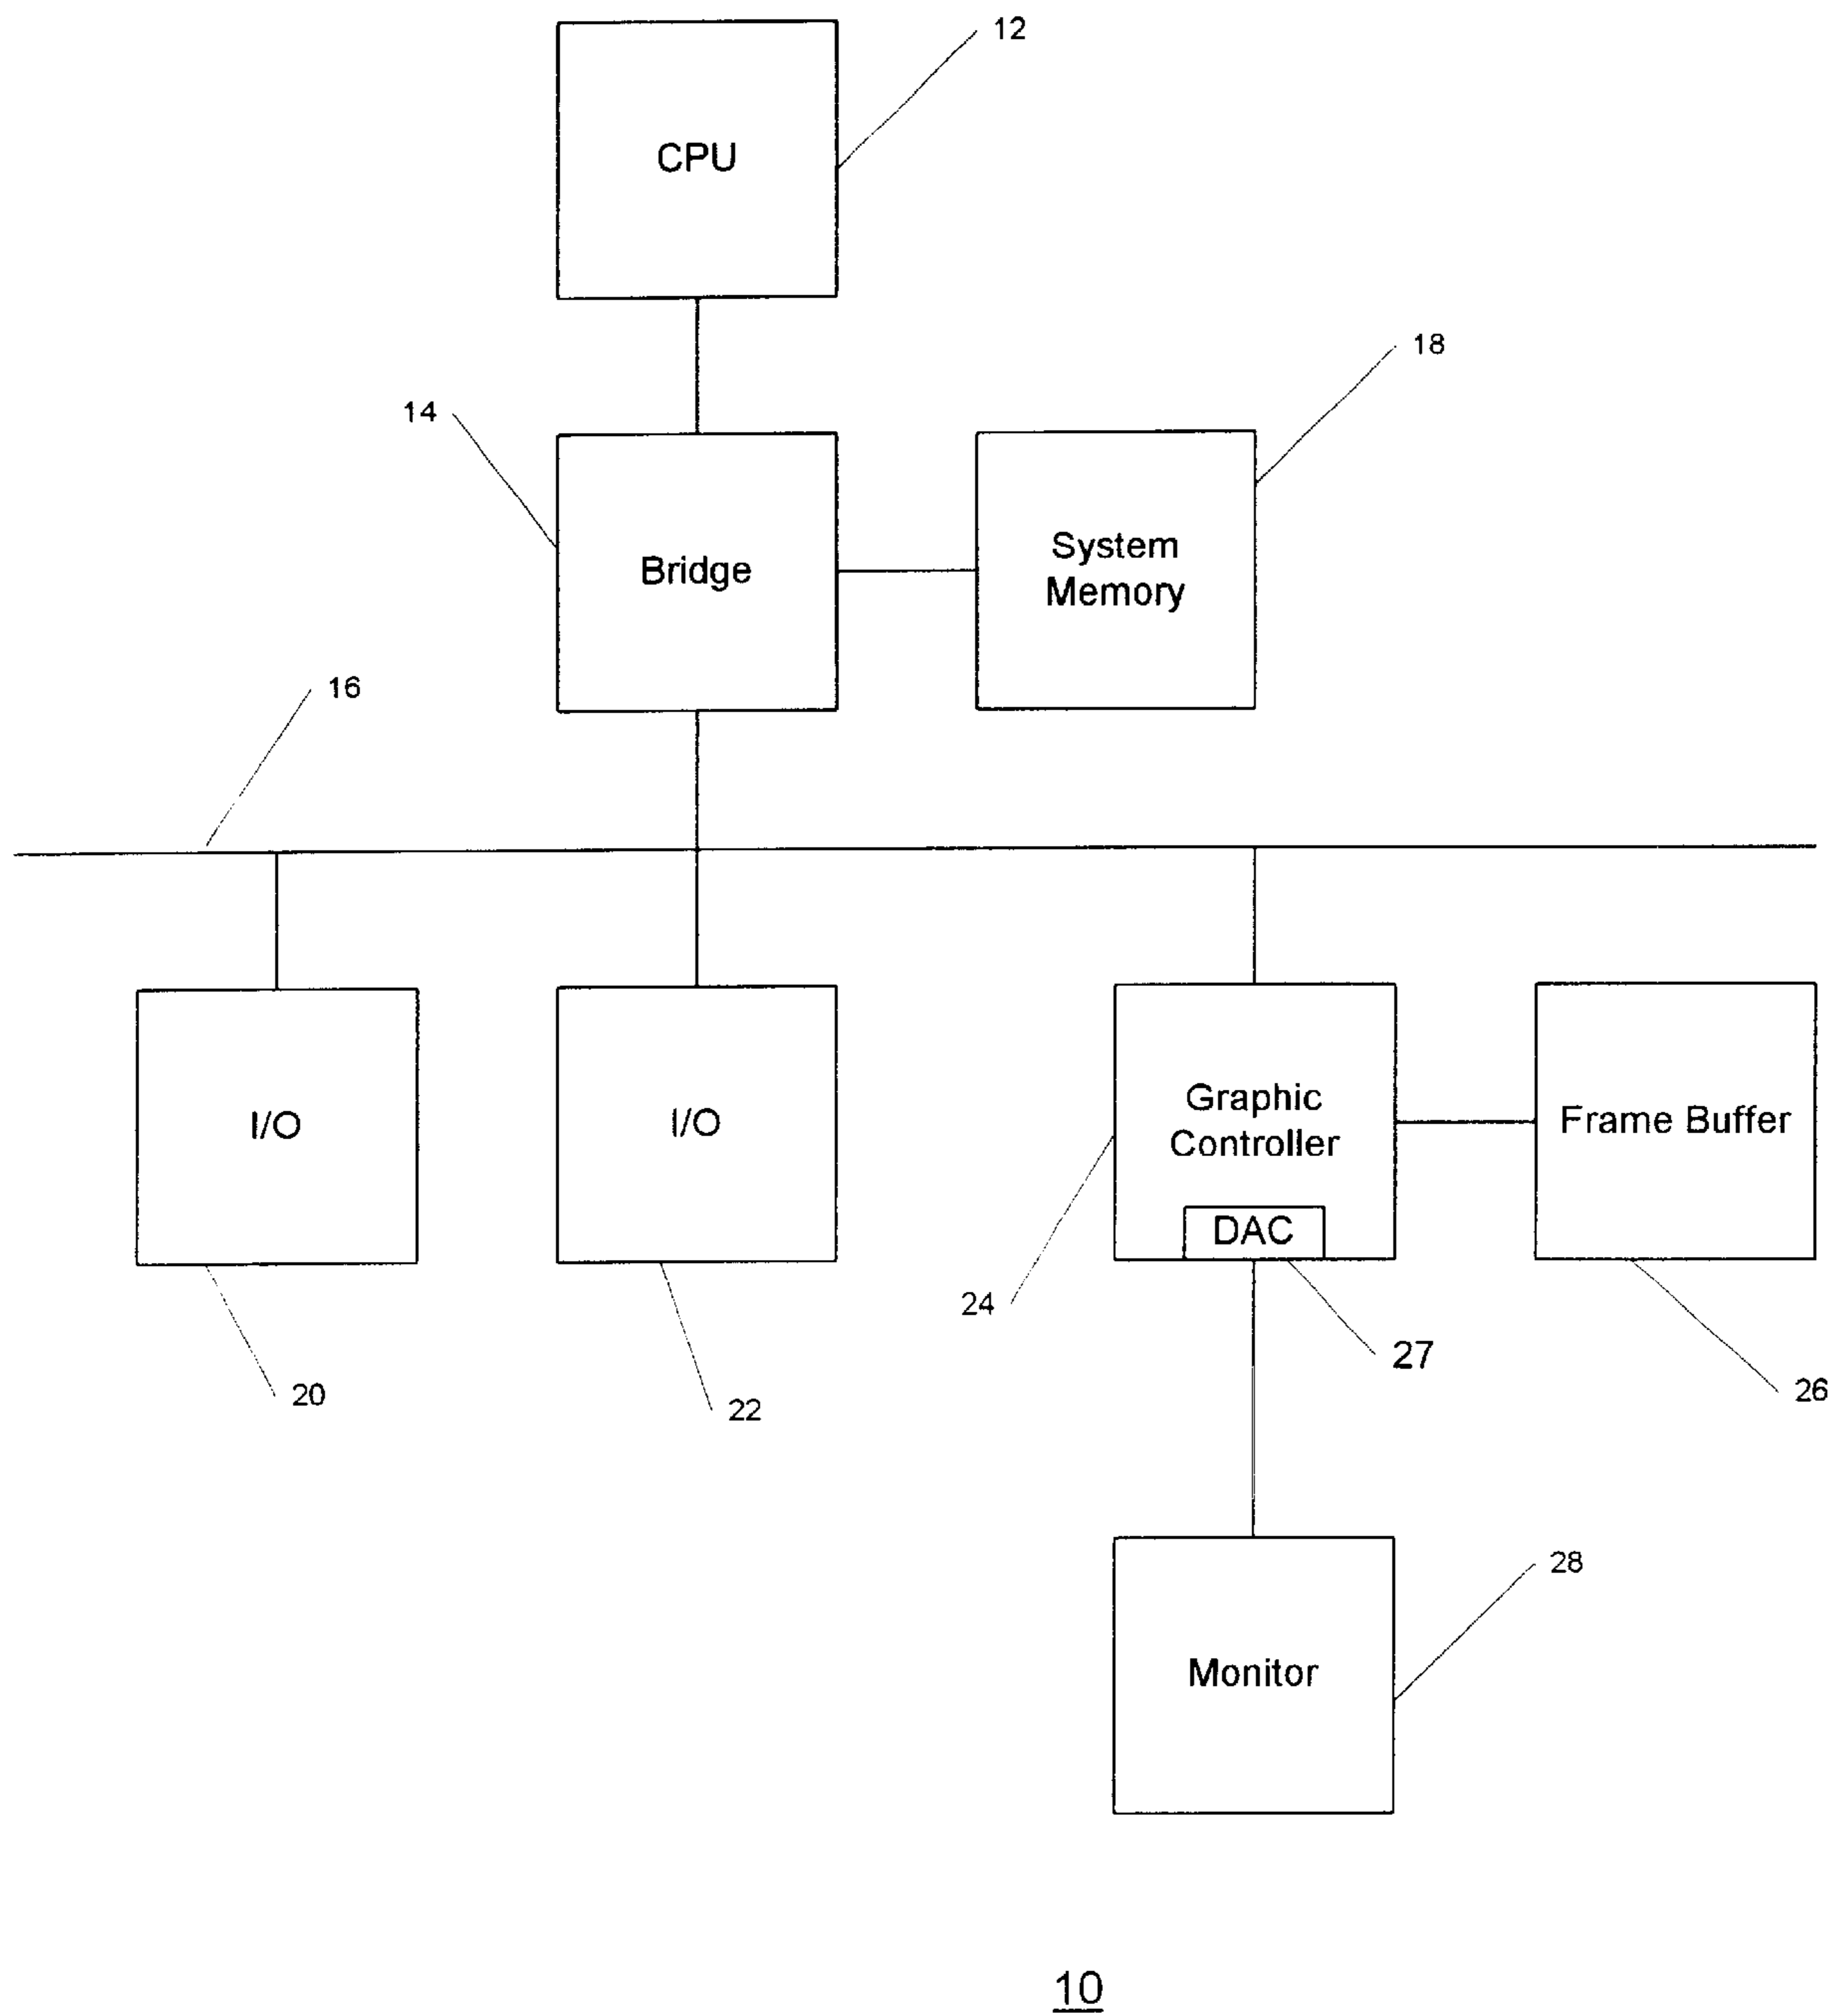 12
CPU
18
14
Bridge
System
Memory
16
I/O
I/O
Graphic
Controller
Frame Buffer
DAC
24
27
20
22
26
28
Monitor
10